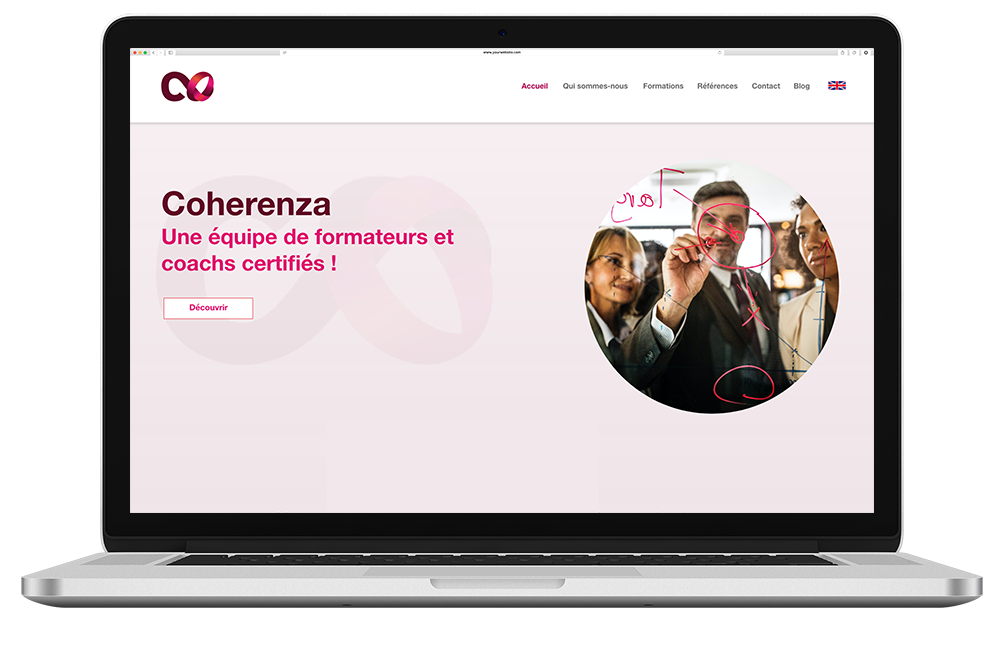 www.yourwebsite.com
Accueil Qui sommes-nous Formations Références Contact Blog
Coherenza
Une équipe de formateurs et
coachs certifiés !
Découvrir